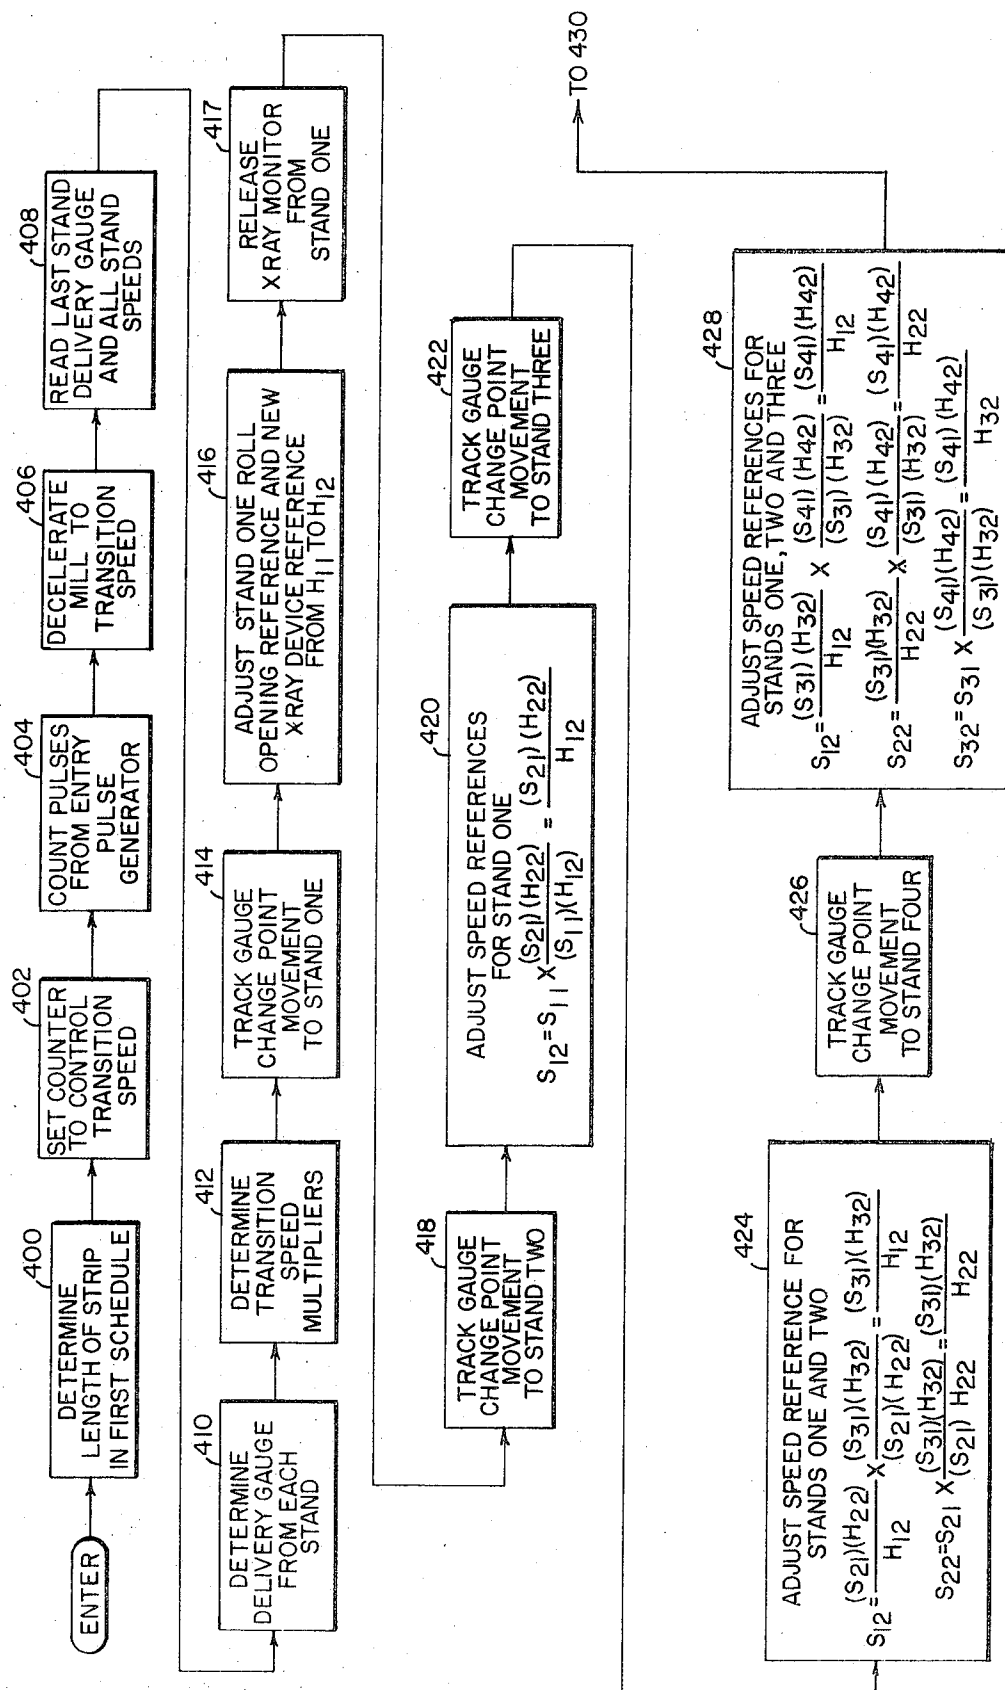 ENTER
400
DETERMINE
LENGTH OF STRIP
IN FIRST SCHEDULE
402
SET COUNTER
TO CONTROL
TRANSITION
SPEED
404
COUNT PULSES
FROM ENTRY
PULSE
GENERATOR
406
DECELERATE
MILL TO
TRANSITION
SPEED
408
READ LAST STAND
DELIVERY GAUGE
AND ALL STAND
SPEEDS
410
DETERMINE
DELIVERY GAUGE
FROM EACH
STAND
412
DETERMINE
TRANSITION
SPEED
MULTIPLIERS
414
TRACK GAUGE
CHANGE POINT
MOVEMENT
TO STAND ONE
416
ADJUST STAND ONE ROLL
OPENING REFERENCE AND NEW
XRAY DEVICE REFERENCE
FROM H11 TO H12
417
RELEASE
XRAY MONITOR
FROM
STAND ONE
418
TRACK GAUGE
CHANGE POINT
MOVEMENT
TO STAND TWO
420
ADJUST SPEED REFERENCES
FOR STAND ONE
S12 = S11 X (S21)(H22) / (S11)(H12) = (S21)(H22) / H12
422
TRACK GAUGE
CHANGE POINT
MOVEMENT
TO STAND THREE
424
ADJUST SPEED REFERENCE FOR
STANDS ONE AND TWO
S12 = (S21)(H22) / H12 X (S31)(H32) / (S21)(H22) = (S31)(H32) / H12
S22 = S21 X (S31)(H32) / (S21) H22 = (S31)(H32) / H22
426
TRACK GAUGE
CHANGE POINT
MOVEMENT
TO STAND FOUR
428
ADJUST SPEED REFERENCES FOR
STANDS ONE, TWO AND THREE
S12 = (S31)(H32) / H12 X (S41)(H42) / (S31)(H32) = (S41)(H42) / H12
S22 = (S31)(H32) / H22 X (S41)(H42) / (S31)(H32) = (S41)(H42) / H22
S32 = S31 X (S41)(H42) / (S31)(H32) = (S41)(H42) / H32
TO 430